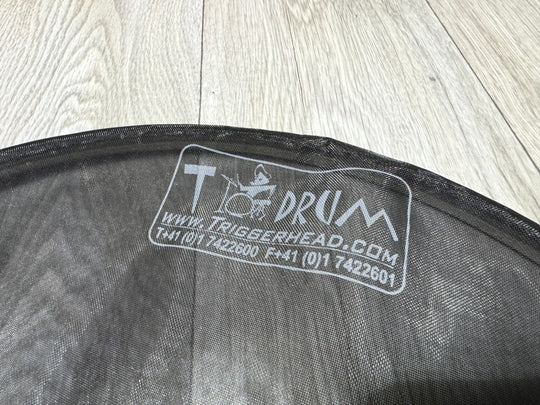 T DRUM
www.TRIGGERHEAD.COM
T+41 (0)1 7422600 F+41 (0)1 7422601